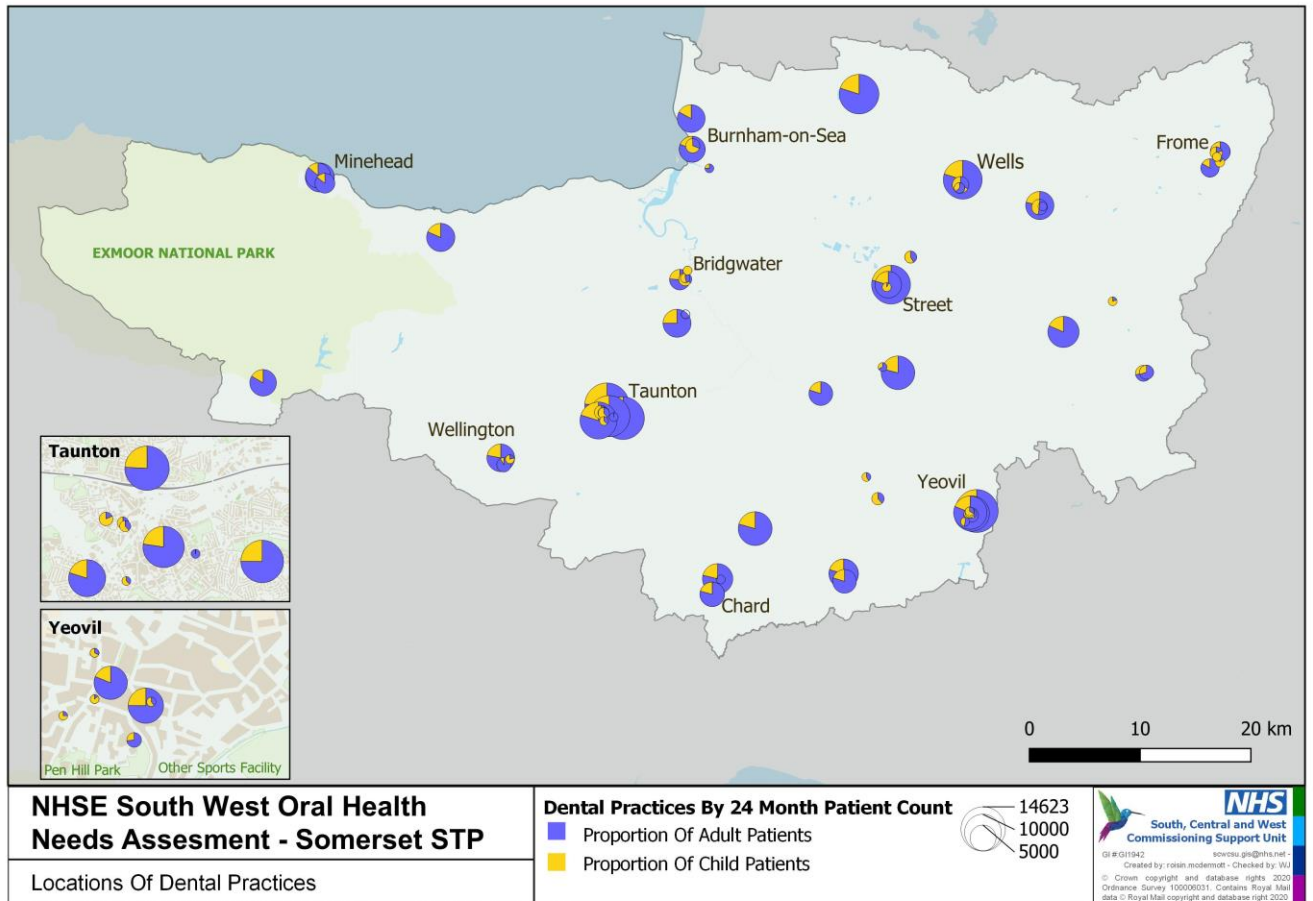 Burnham-on-Sea
Frome
Minehead
Wells
EXMOOR NATIONAL PARK
Bridgwater
Street
Taunton
Wellington
Yeovil
Chard
Taunton
Yeovil
Pen Hill Park
Other Sports Facility
0 10 20 km
NHSE South West Oral Health
Needs Assesment - Somerset STP
Locations Of Dental Practices
Dental Practices By 24 Month Patient Count
Proportion Of Adult Patients
Proportion Of Child Patients
14623
10000
5000
NHS
South, Central and West
Commissioning Support Unit
GI #:GI1942 scwcsu.gis@nhs.net -
Created by: roisin.mcdermott - Checked by: WJ
© Crown copyright and database rights 2020
Ordnance Survey 100006031. Contains Royal Mail
data © Royal Mail copyright and database right 2020